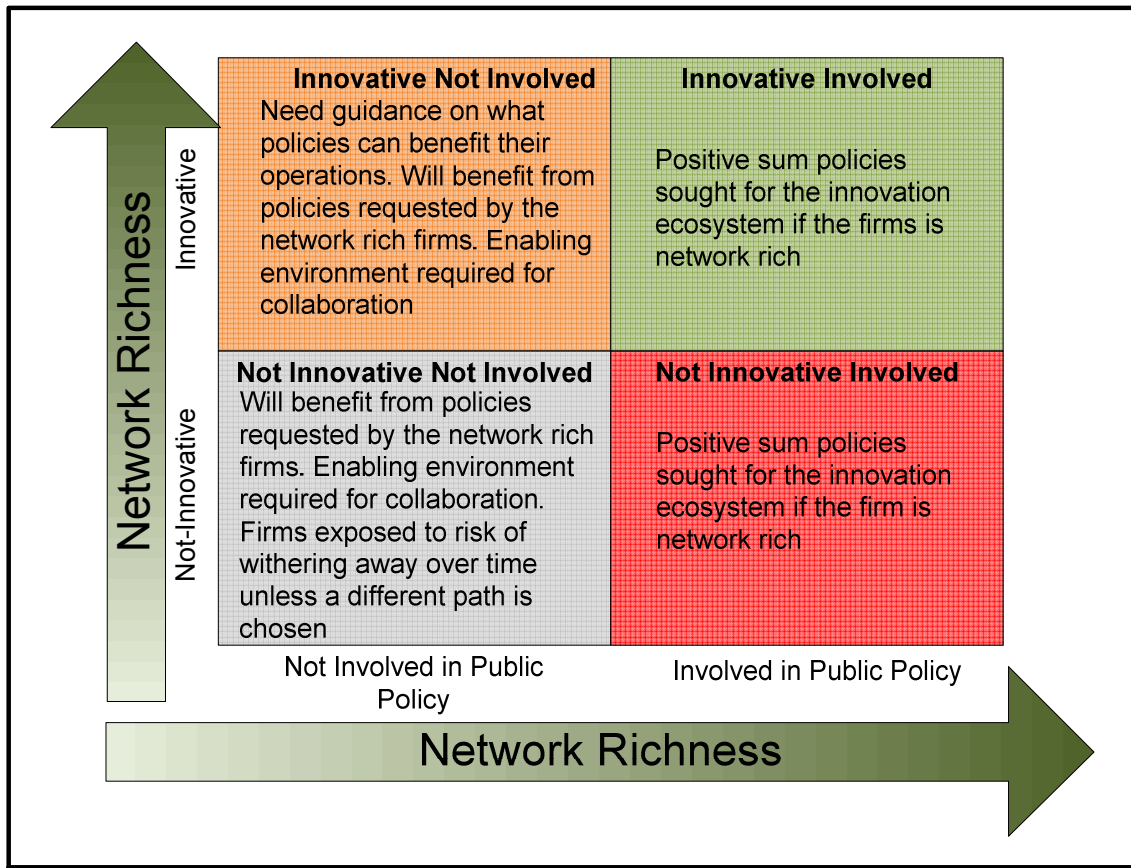 Innovative Not Involved
Need guidance on what
policies can benefit their
operations. Will benefit from
policies requested by the
network rich firms. Enabling
environment required for
collaboration
Innovative Involved
Positive sum policies
sought for the innovation
ecosystem if the firms is
network rich
Not Innovative Not Involved
Will benefit from policies
requested by the network rich
firms. Enabling environment
required for collaboration.
Firms exposed to risk of
withering away over time
unless a different path is
chosen
Not Innovative Involved
Positive sum policies
sought for the innovation
ecosystem if the firm is
network rich
Network Richness
Innovative
Not-Innovative
Not Involved in Public
Policy
Involved in Public Policy
Network Richness